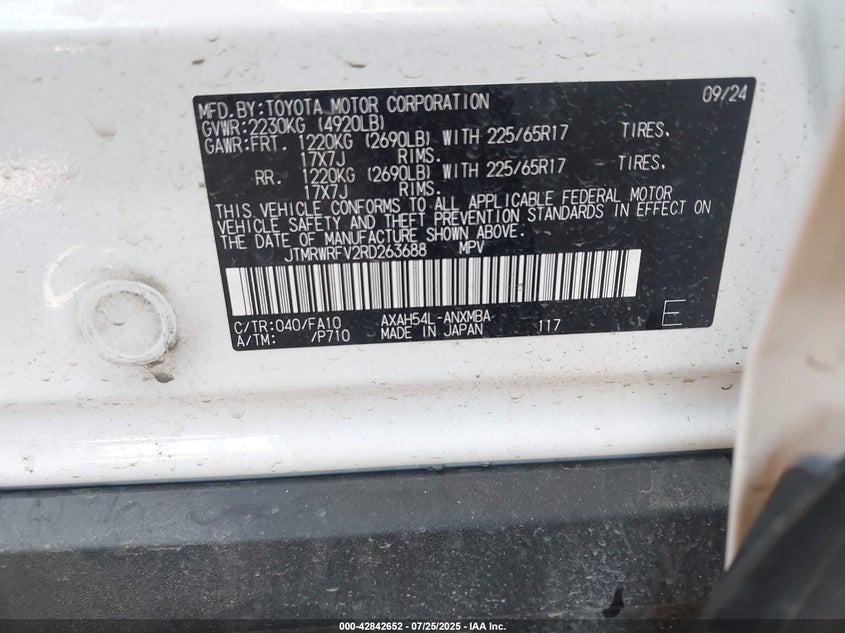 MFD.BY:TOYOTA MOTOR CORPORATION 09/24
GVWR:2230KG (4920LB)
GAWR:FRT. 1220KG (2690LB) WITH 225/65R17 TIRES.
17X7J RIMS.
RR. 1220KG (2690LB) WITH 225/65R17 TIRES.
17X7J RIMS.
THIS VEHICLE CONFORMS TO ALL APPLICABLE FEDERAL MOTOR
VEHICLE SAFETY AND THEFT PREVENTION STANDARDS IN EFFECT ON
THE DATE OF MANUFACTURE SHOWN ABOVE.
JTMRWRFV2RD263688 MPV
C/TR:040/FA10 AXAH54L-ANXMBA
A/TM: /P710 MADE IN JAPAN 117 E
000-42842652 / 07/25/2025 - IAA Inc.